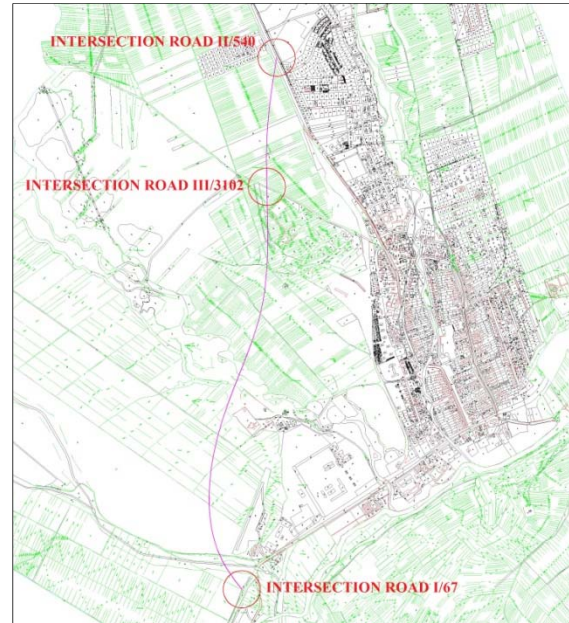 INTERSECTION ROAD II/540
INTERSECTION ROAD III/3102
INTERSECTION ROAD I/67